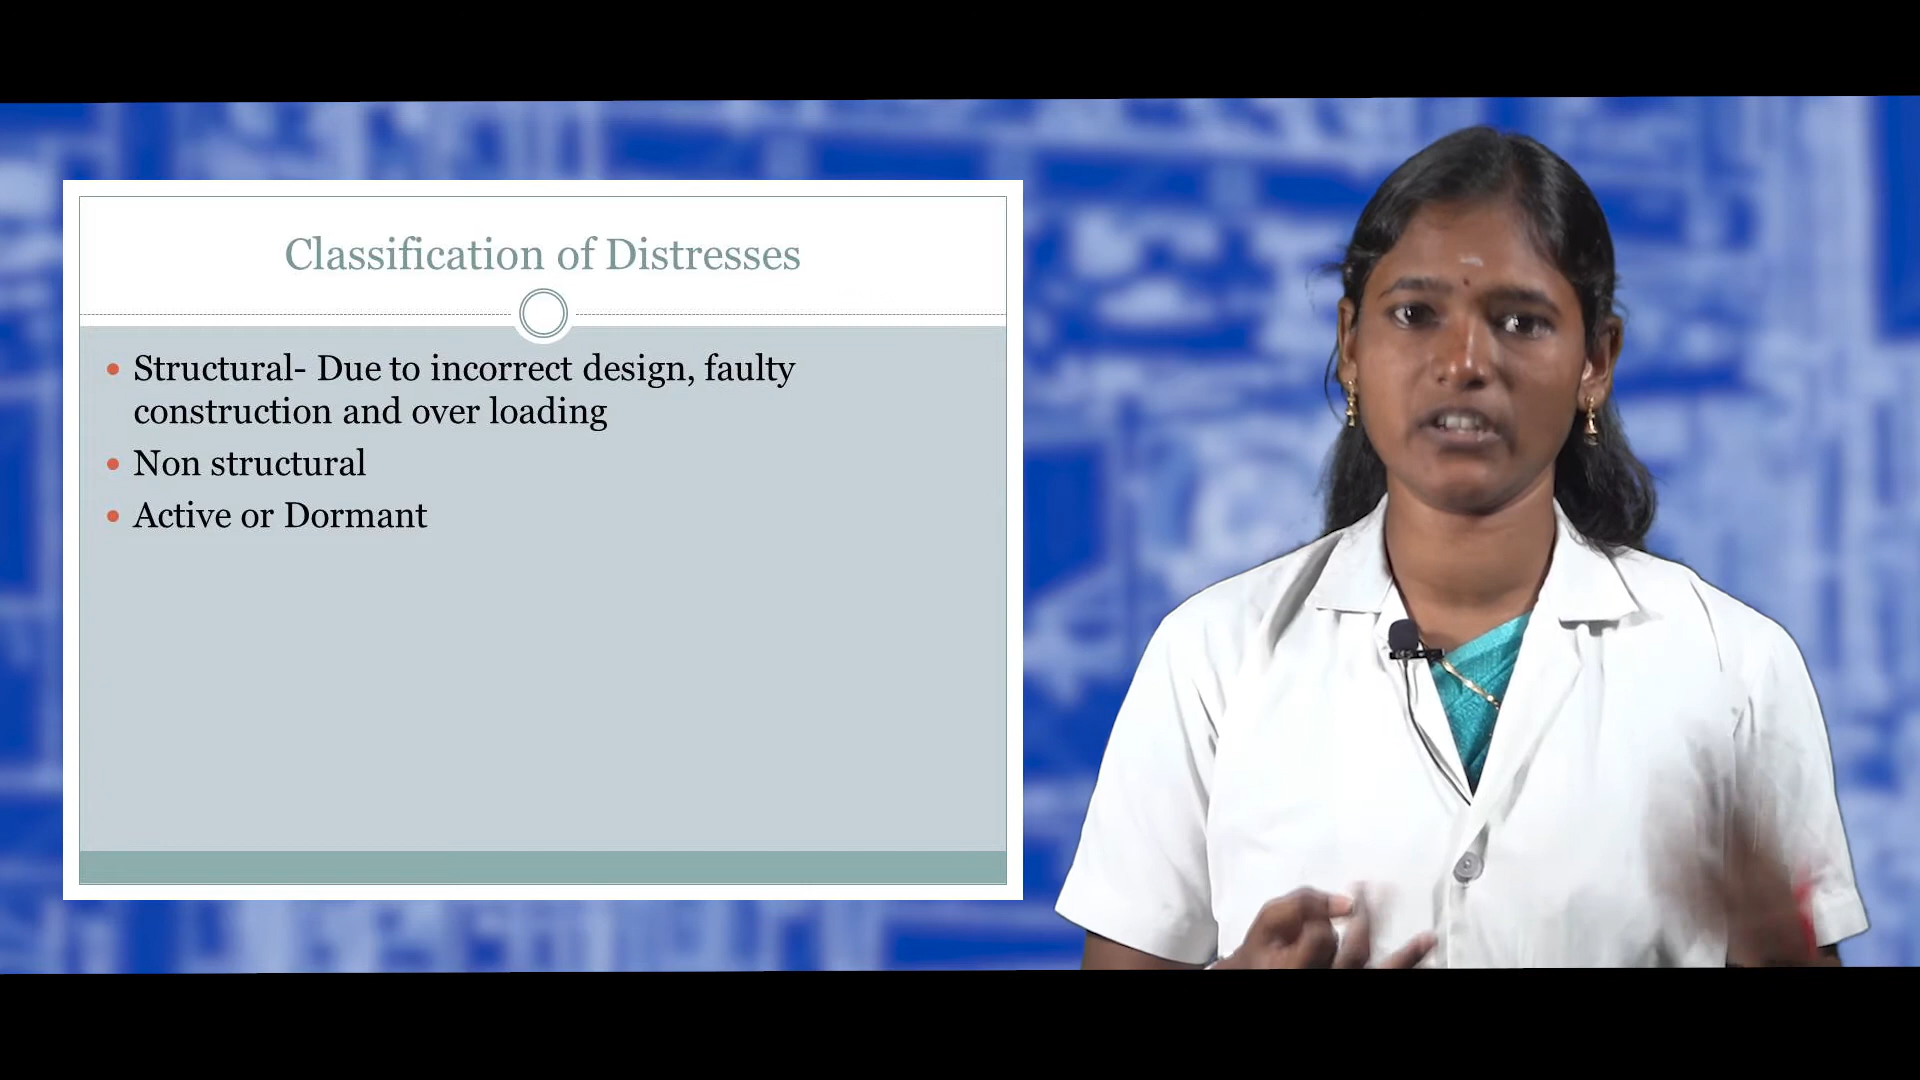 Classification of Distresses
• Structural- Due to incorrect design, faulty
construction and over loading
• Non structural
• Active or Dormant